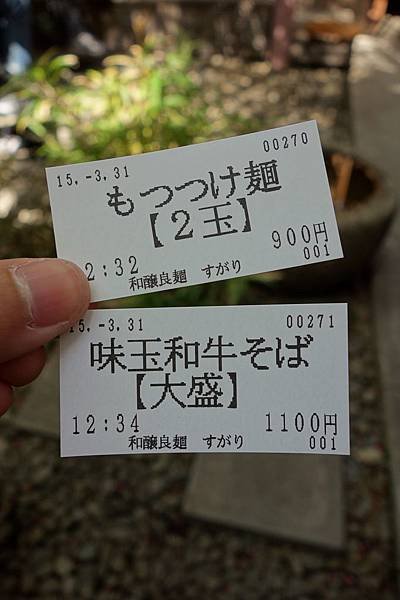 15.-3.31 00270
もつつけ麺
【2玉】
2:32 900円
和醸良麺 すがり 001
5.-3.31 00271
味玉和牛そば
【大盛】
12:34 1100円
和醸良麺 すがり 001